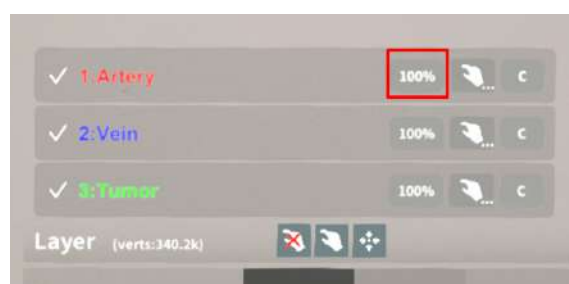 1:Artery 100% ... C
2:Vein 100% ... C
3:Tumor 100% ... C
Layer (verts:340.2k)